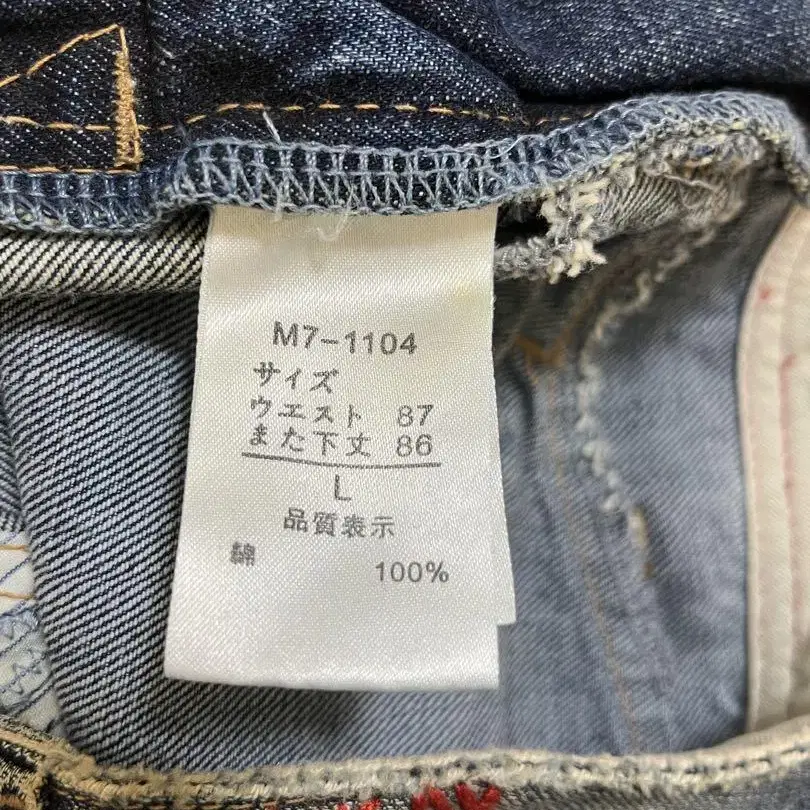 M7-1104
サイズ
ウエスト 87
また下丈 86
L
品質表示
綿 100%